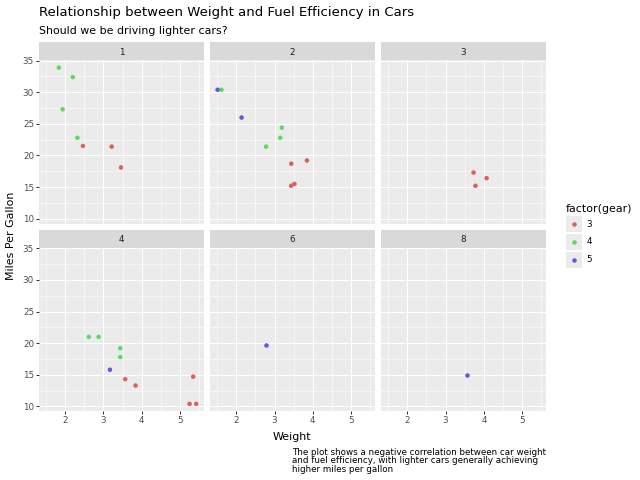 Relationship between Weight and Fuel Efficiency in Cars
Should we be driving lighter cars?
1 2 3
35
30
25
20
15
10
4 6 8
35
30
25
20
15
10
2 3 4 5 2 3 4 5 2 3 4 5
Miles Per Gallon
Weight
factor(gear)
3
4
5
The plot shows a negative correlation between car weight
and fuel efficiency, with lighter cars generally achieving
higher miles per gallon